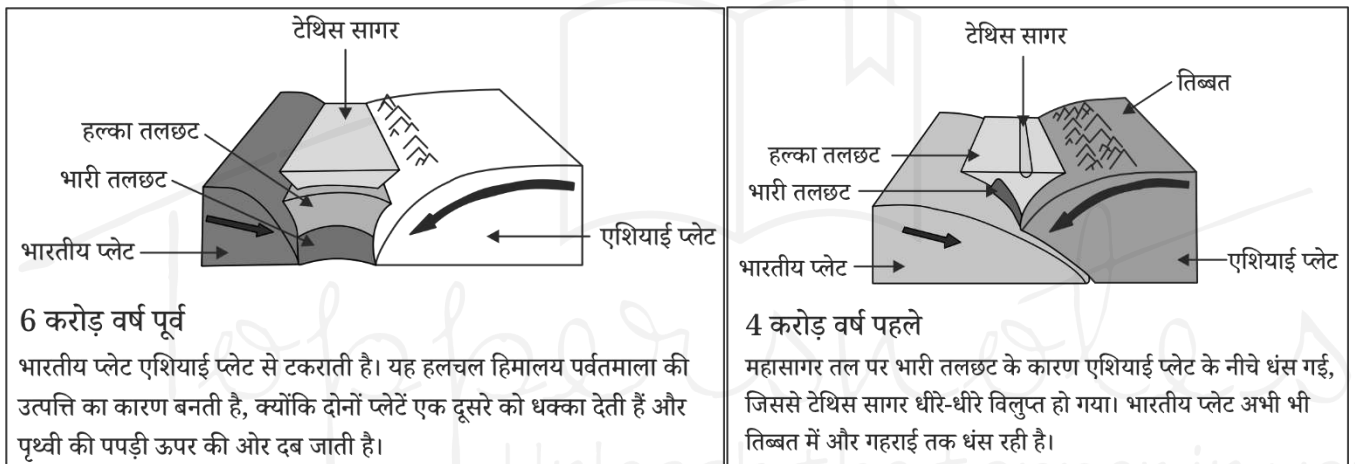 टेथिस सागर
हल्का तलछट
भारी तलछट
भारतीय प्लेट
एशियाई प्लेट
6 करोड़ वर्ष पूर्व
भारतीय प्लेट एशियाई प्लेट से टकराती है। यह हलचल हिमालय पर्वतमाला की
उत्पत्ति का कारण बनती है, क्योंकि दोनों प्लेटें एक दूसरे को धक्का देती हैं और
पृथ्वी की पपड़ी ऊपर की ओर दब जाती है।
टेथिस सागर
तिब्बत
हल्का तलछट
भारी तलछट
भारतीय प्लेट
एशियाई प्लेट
4 करोड़ वर्ष पहले
महासागर तल पर भारी तलछट के कारण एशियाई प्लेट के नीचे धंस गई,
जिससे टेथिस सागर धीरे-धीरे विलुप्त हो गया। भारतीय प्लेट अभी भी
तिब्बत में और गहराई तक धंस रही है।